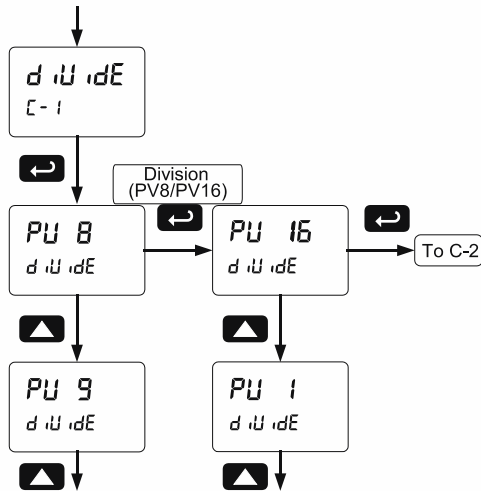 diVidE
C-1
Division
(PV8/PV16)
PV 8
diVidE
PV 16
diVidE
To C-2
PV 9
diVidE
PV 1
diVidE